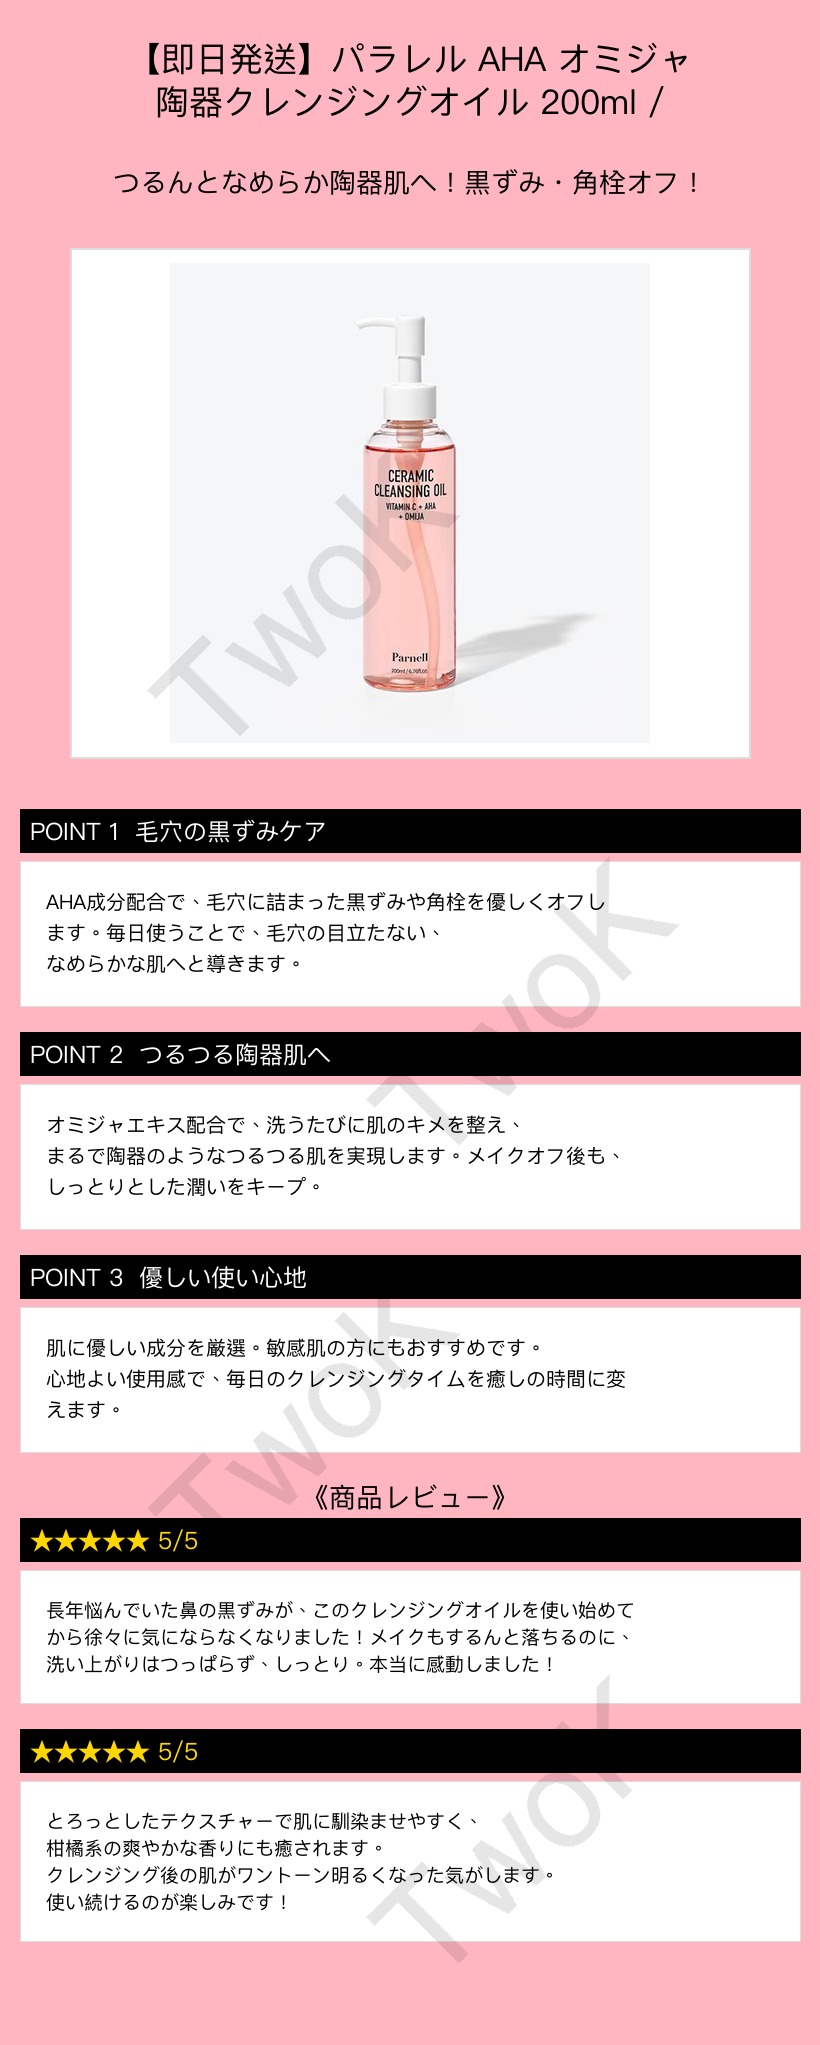 【即日発送】パラレル AHA オミジャ
陶器クレンジングオイル 200ml /
つるんとなめらか陶器肌へ！黒ずみ・角栓オフ！
CERAMIC
CLEANSING OIL
VITAMIN C + AHA
+ OMIJA
Parnell
200ml / 6.76fl.oz
TwoK
POINT 1 毛穴の黒ずみケア
AHA成分配合で、毛穴に詰まった黒ずみや角栓を優しくオフし
ます。毎日使うことで、毛穴の目立たない、
なめらかな肌へと導きます。
TwoK
POINT 2 つるつる陶器肌へ
オミジャエキス配合で、洗うたびに肌のキメを整え、
まるで陶器のようなつるつる肌を実現します。メイクオフ後も、
しっとりとした潤いをキープ。
POINT 3 優しい使い心地
肌に優しい成分を厳選。敏感肌の方にもおすすめです。
心地よい使用感で、毎日のクレンジングタイムを癒しの時間に変
えます。
TwoK
《商品レビュー》
★★★★★ 5/5
長年悩んでいた鼻の黒ずみが、このクレンジングオイルを使い始めて
から徐々に気にならなくなりました！メイクもするんと落ちるのに、
洗い上がりはつっぱらず、しっとり。本当に感動しました！
★★★★★ 5/5
とろっとしたテクスチャーで肌に馴染ませやすく、
柑橘系の爽やかな香りにも癒されます。
クレンジング後の肌がワントーン明るくなった気がします。
使い続けるのが楽しみです！
TwoK